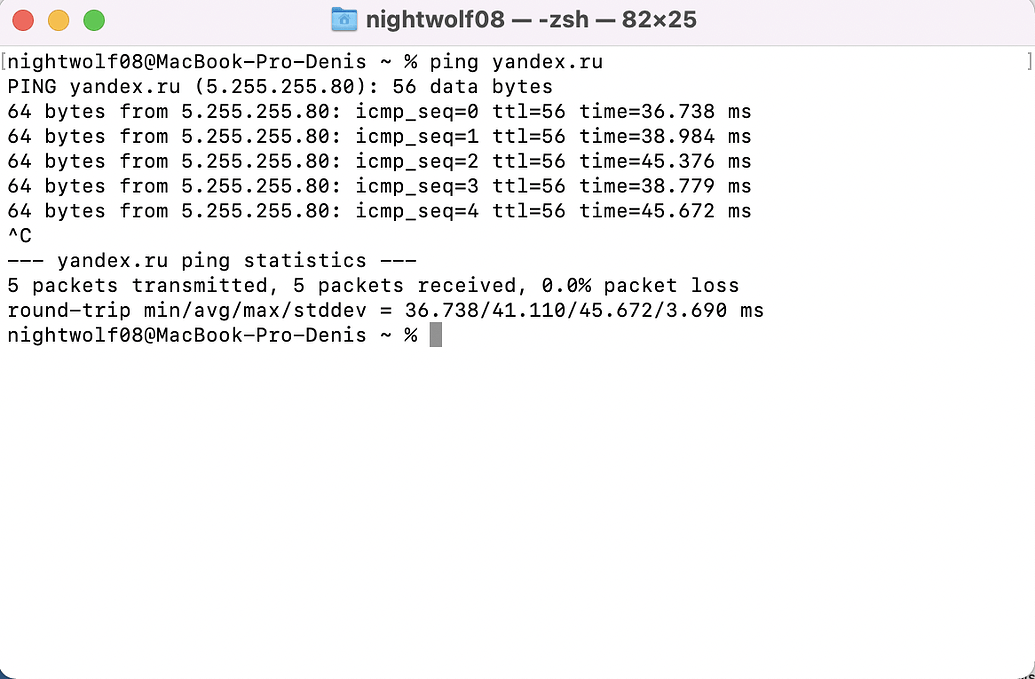 nightwolf08 — -zsh — 82×25
[nightwolf08@MacBook-Pro-Denis ~ % ping yandex.ru ]
PING yandex.ru (5.255.255.80): 56 data bytes
64 bytes from 5.255.255.80: icmp_seq=0 ttl=56 time=36.738 ms
64 bytes from 5.255.255.80: icmp_seq=1 ttl=56 time=38.984 ms
64 bytes from 5.255.255.80: icmp_seq=2 ttl=56 time=45.376 ms
64 bytes from 5.255.255.80: icmp_seq=3 ttl=56 time=38.779 ms
64 bytes from 5.255.255.80: icmp_seq=4 ttl=56 time=45.672 ms
^C
--- yandex.ru ping statistics ---
5 packets transmitted, 5 packets received, 0.0% packet loss
round-trip min/avg/max/stddev = 36.738/41.110/45.672/3.690 ms
nightwolf08@MacBook-Pro-Denis ~ %